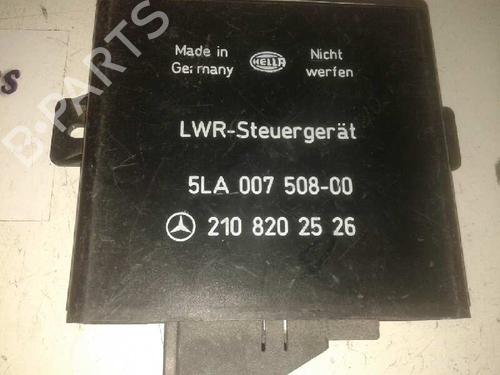 Made in Germany
HELLA
Nicht werfen
LWR-Steuergerät
5LA 007 508-00
210 820 25 26
B-PARTS